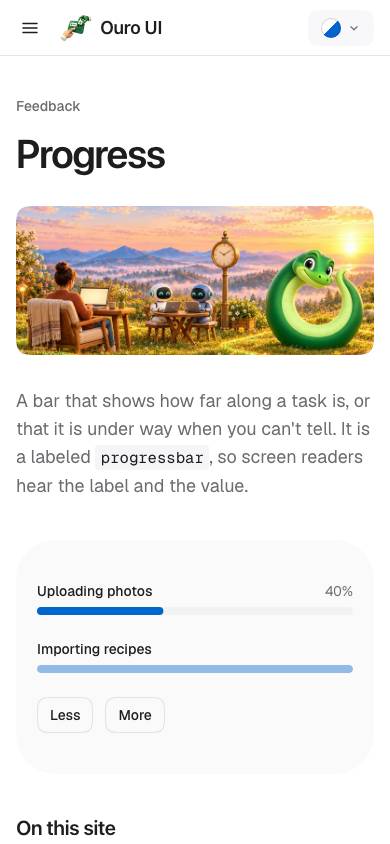 Ouro UI
Feedback
Progress
A bar that shows how far along a task is, or
that it is under way when you can't tell. It is
a labeled progressbar, so screen readers
hear the label and the value.
Uploading photos 40%
Importing recipes
Less More
On this site